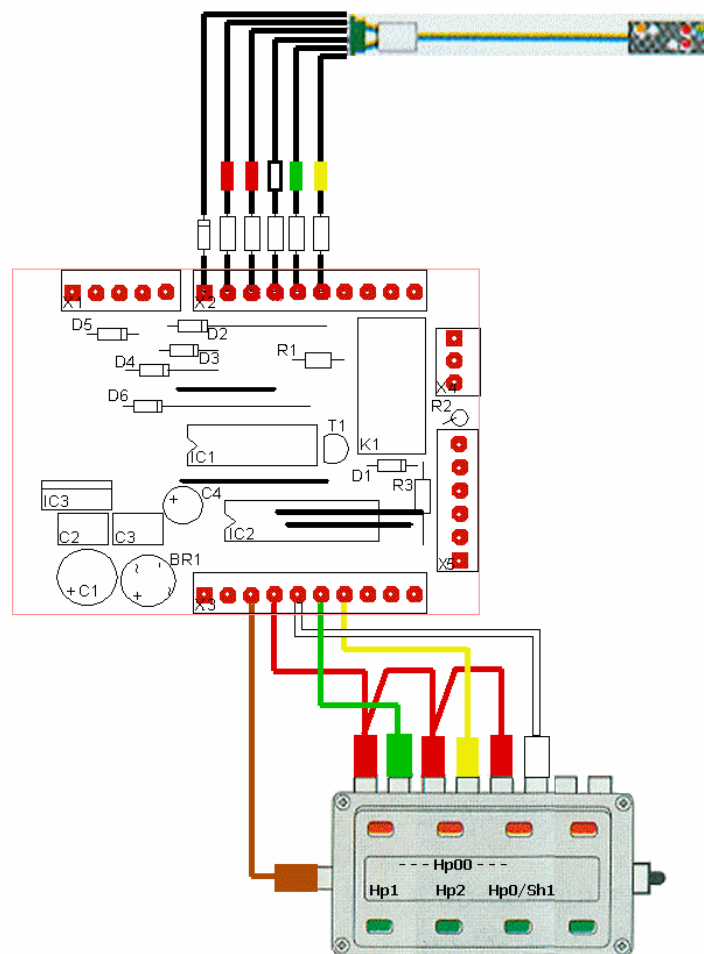 X1
X2
D5
D2
D3
D4
R1
X4
D6
R2
T1
K1
IC1
D1
IC3
C4
R3
C2
C3
IC2
BR1
X5
+ C1
+
+
~ ~
X3
--- Hp00 ---
Hp1 Hp2 Hp0/Sh1